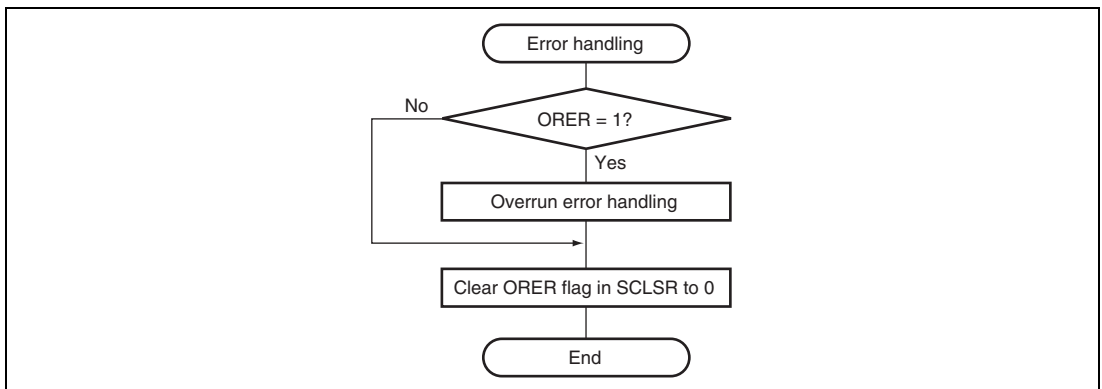 Error handling
ORER = 1?
No
Yes
Overrun error handling
Clear ORER flag in SCLSR to 0
End